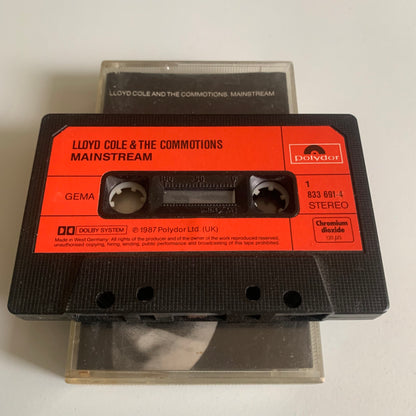 LLOYD COLE AND THE COMMOTIONS MAINSTREAM
LLOYD COLE & THE COMMOTIONS
MAINSTREAM
polydor
GEMA
1
833 691-4
STEREO
DOLBY SYSTEM
℗ 1987 Polydor Ltd. (UK)
Chromium
dioxide
Made in West Germany. All rights of the producer and of the owner of the work reproduced reserved,
unauthorised copying, hiring, lending, public performance and broadcasting of this tape prohibited.